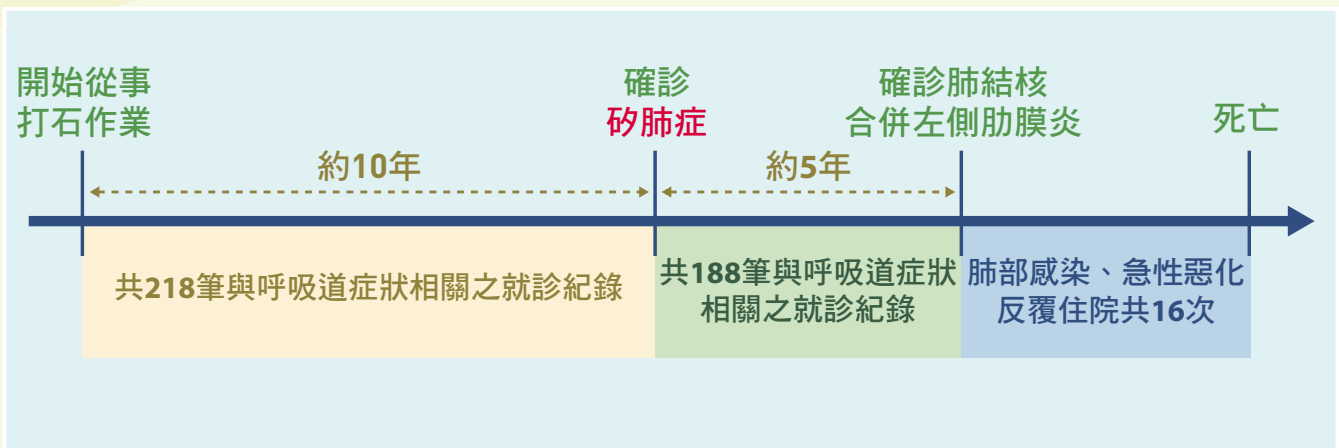 開始從事
打石作業
確診
矽肺症
確診肺結核
合併左側肋膜炎
死亡
約10年
約5年
共218筆與呼吸道症狀相關之就診紀錄
共188筆與呼吸道症狀
相關之就診紀錄
肺部感染、急性惡化
反覆住院共16次